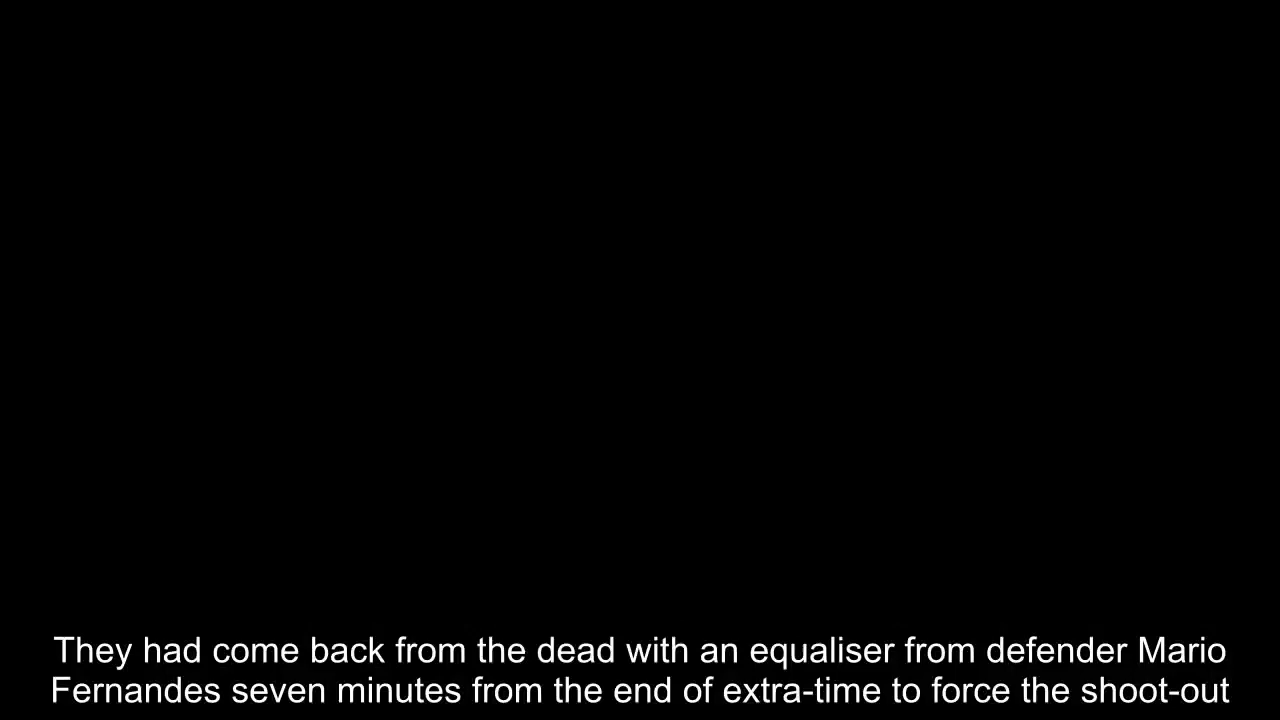 They had come back from the dead with an equaliser from defender Mario
Fernandes seven minutes from the end of extra-time to force the shoot-out